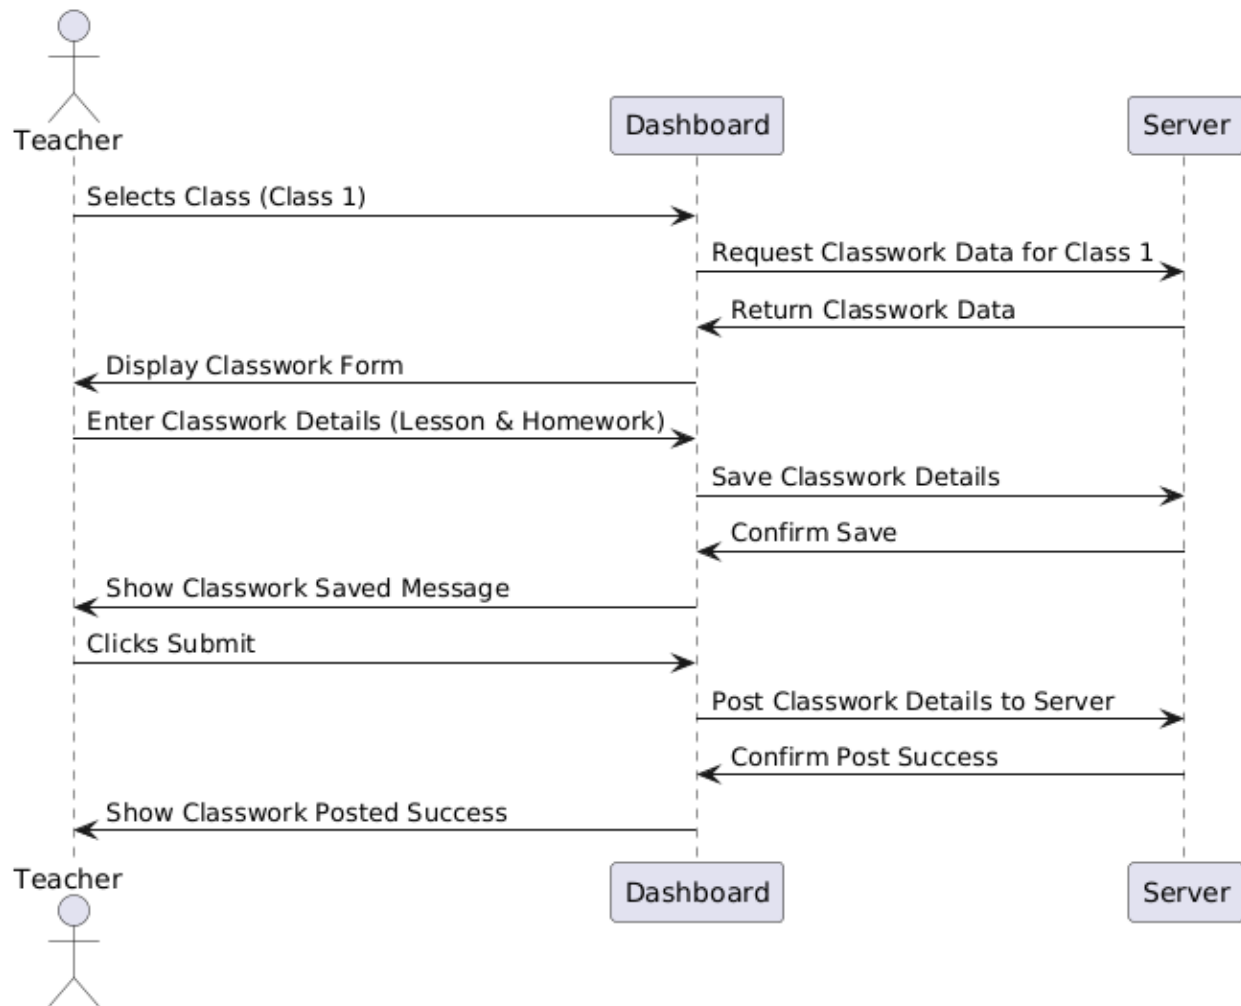 Teacher
Dashboard
Server
Selects Class (Class 1)
Request Classwork Data for Class 1
Return Classwork Data
Display Classwork Form
Enter Classwork Details (Lesson & Homework)
Save Classwork Details
Confirm Save
Show Classwork Saved Message
Clicks Submit
Post Classwork Details to Server
Confirm Post Success
Show Classwork Posted Success
Teacher
Dashboard
Server